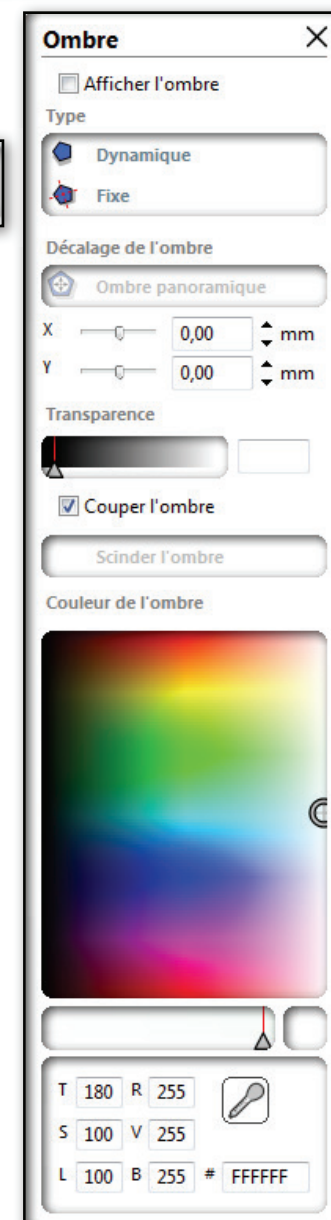 Ombre
Afficher l'ombre
Type
Dynamique
Fixe
Décalage de l'ombre
Ombre panoramique
X 0,00 mm
Y 0,00 mm
Transparence
Couper l'ombre
Scinder l'ombre
Couleur de l'ombre
T 180 R 255
S 100 V 255
L 100 B 255 # FFFFFF